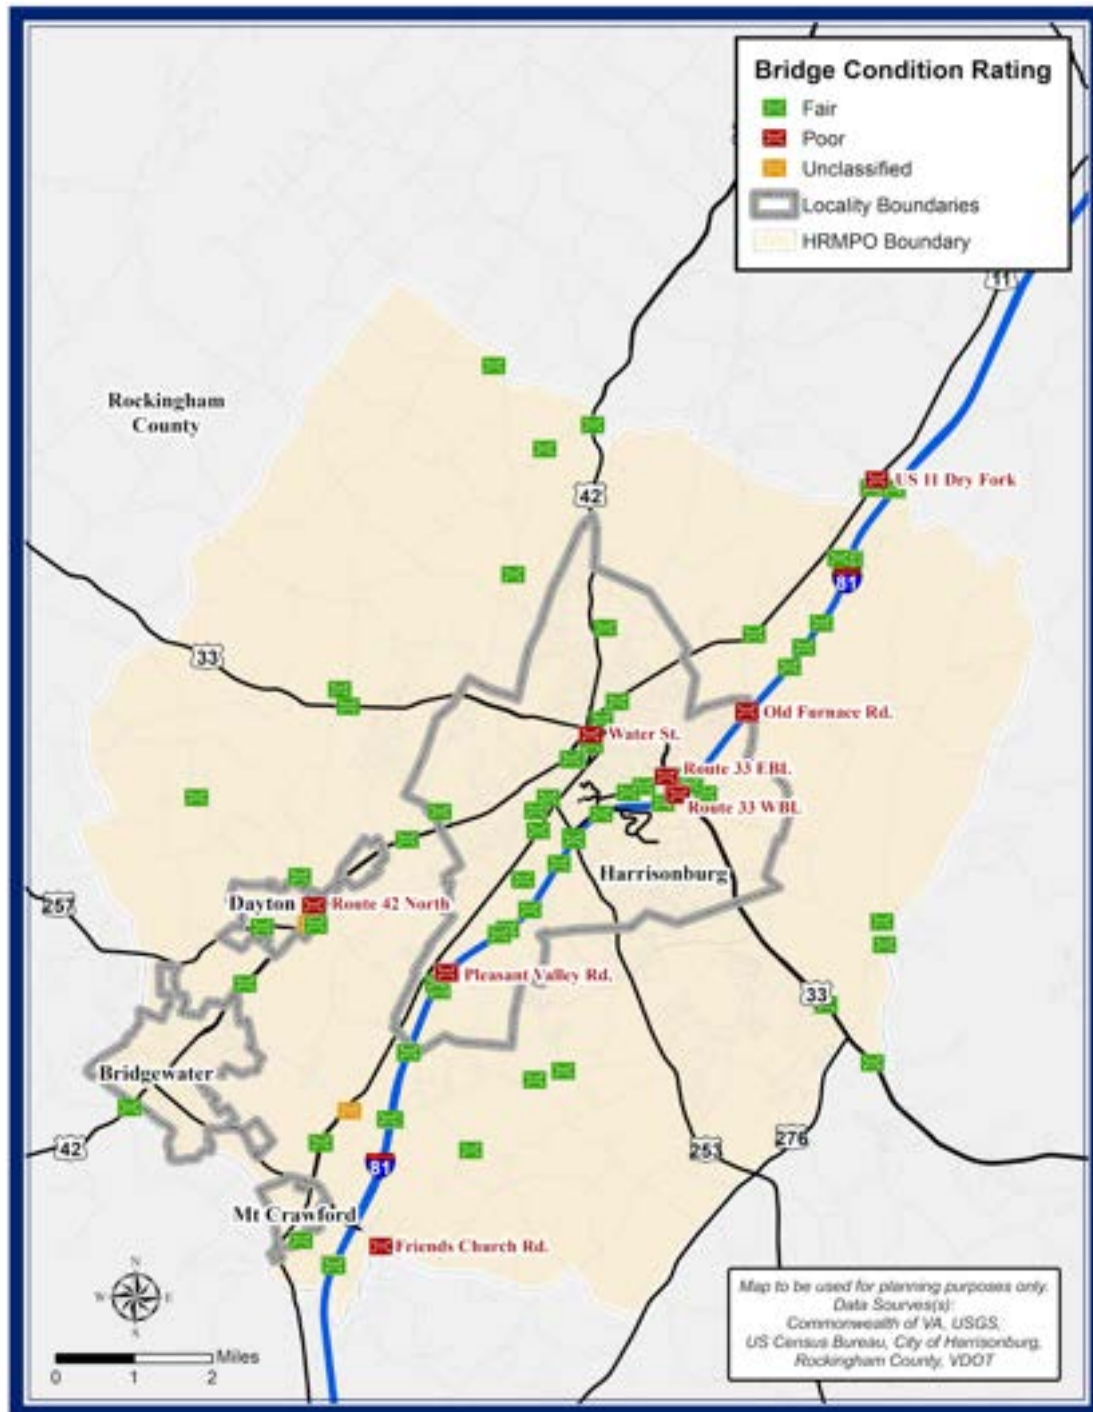 Bridge Condition Rating
Fair
Poor
Unclassified
Locality Boundaries
HRMPO Boundary
11
Rockingham
County
42
US 11 Dry Fork
81
33
Old Furnace Rd.
Water St.
Route 33 EBL
Route 33 WBL
Harrisonburg
257
Dayton
Route 42 North
Pleasant Valley Rd.
33
Bridgewater
42
253
276
81
Mt Crawford
Friends Church Rd.
N
W
E
S
Miles
0
1
2
Map to be used for planning purposes only.
Data Sourves(s):
Commonwealth of VA, USGS,
US Census Bureau, City of Harrisonburg,
Rockingham County, VDOT